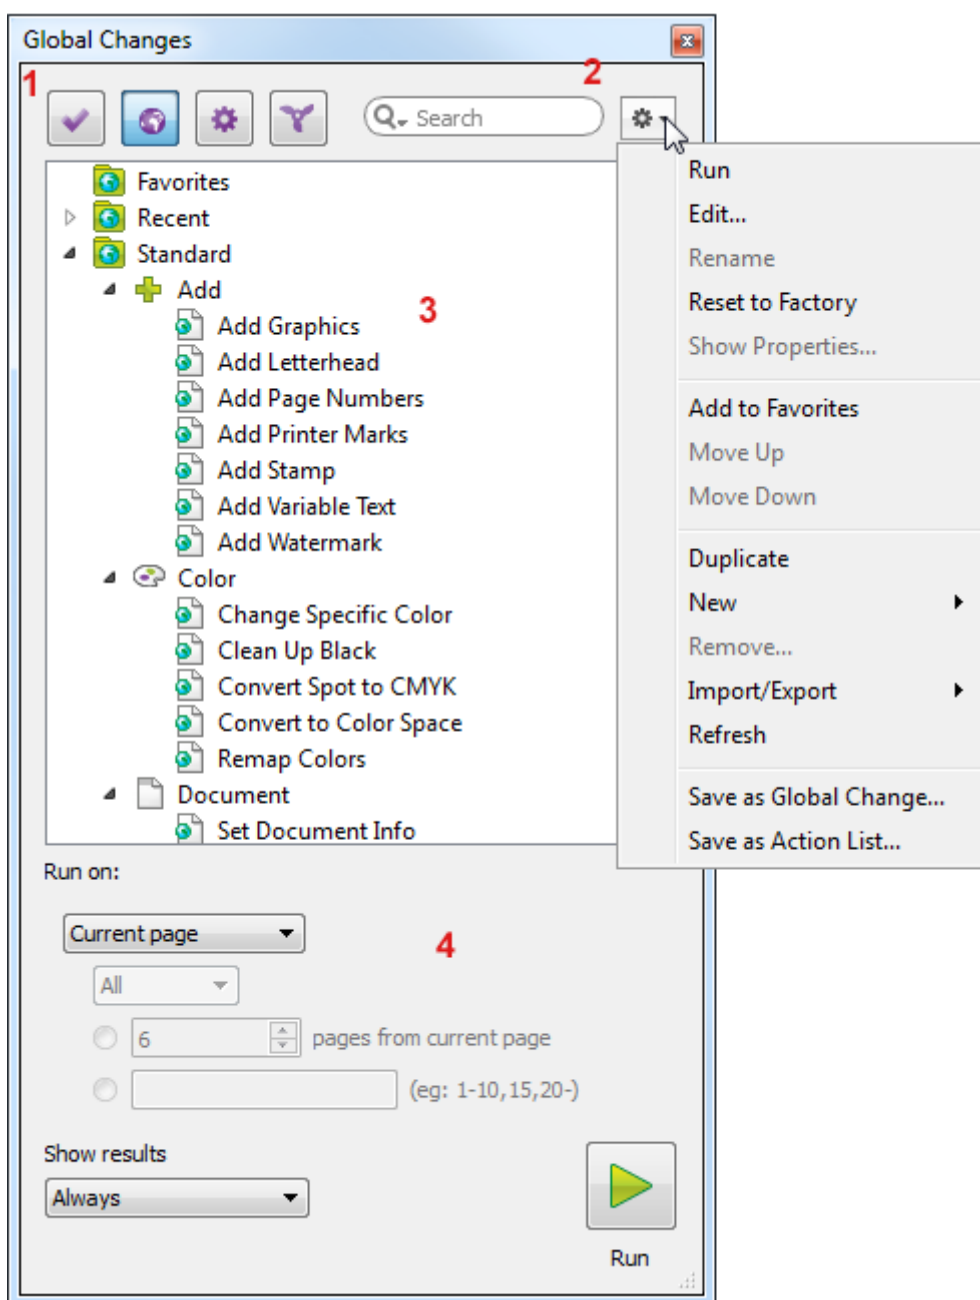 Global Changes
1
2
Search
Favorites
Recent
Standard
Add
3
Add Graphics
Add Letterhead
Add Page Numbers
Add Printer Marks
Add Stamp
Add Variable Text
Add Watermark
Color
Change Specific Color
Clean Up Black
Convert Spot to CMYK
Convert to Color Space
Remap Colors
Document
Set Document Info
Run
Edit...
Rename
Reset to Factory
Show Properties...
Add to Favorites
Move Up
Move Down
Duplicate
New
Remove...
Import/Export
Refresh
Save as Global Change...
Save as Action List...
Run on:
Current page
4
All
6 pages from current page
(eg: 1-10,15,20-)
Show results
Always
Run